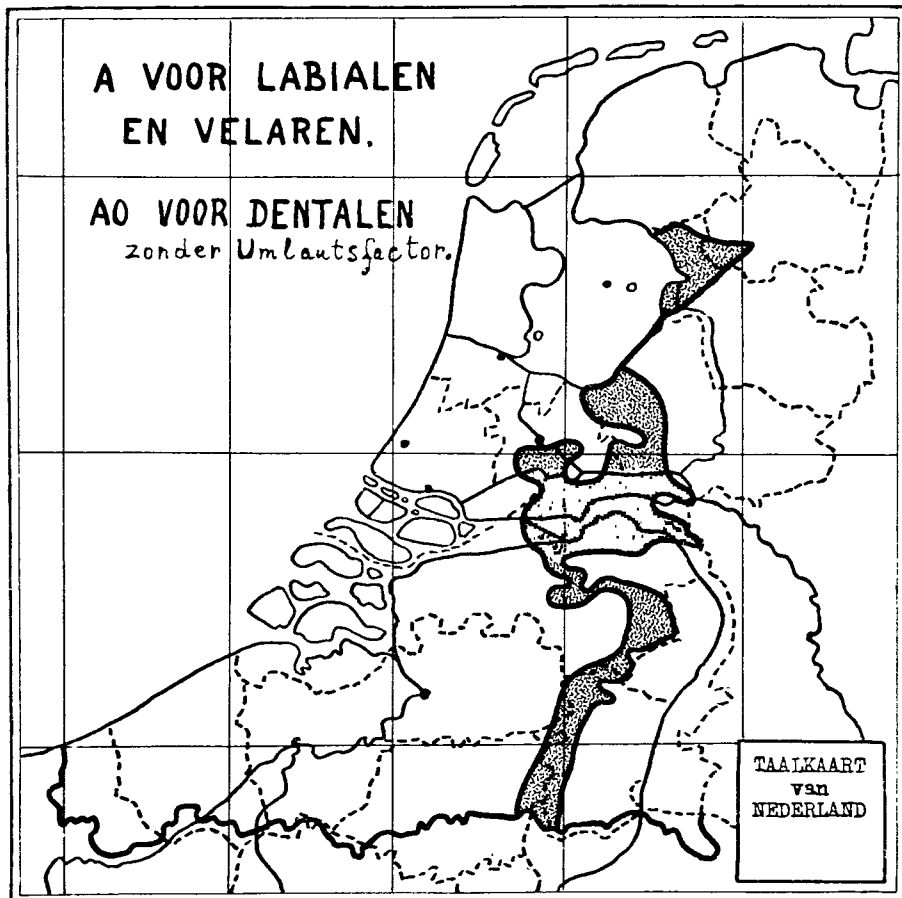 A VOOR LABIALEN
EN VELAREN.
AO VOOR DENTALEN
zonder Umlautsfactor.
TAALKAART
van
NEDERLAND